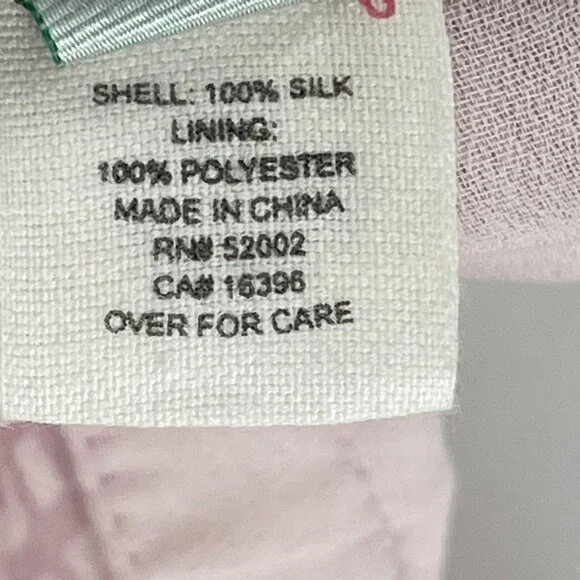 SHELL: 100% SILK
LINING:
100% POLYESTER
MADE IN CHINA
RN# 52002
CA# 16396
OVER FOR CARE